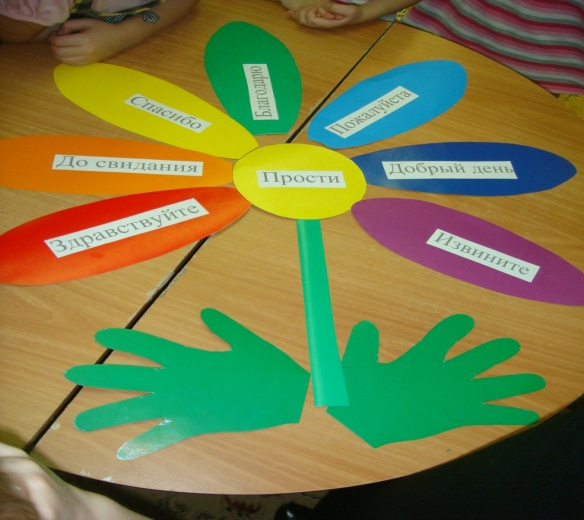 Благодарю
Спасибо
Пожалуйста
До свидания
Прости
Добрый день
Здравствуйте
Извините